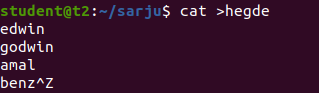 student@t2:~/sarju$ cat >hegde
edwin
godwin
amal
benz^Z